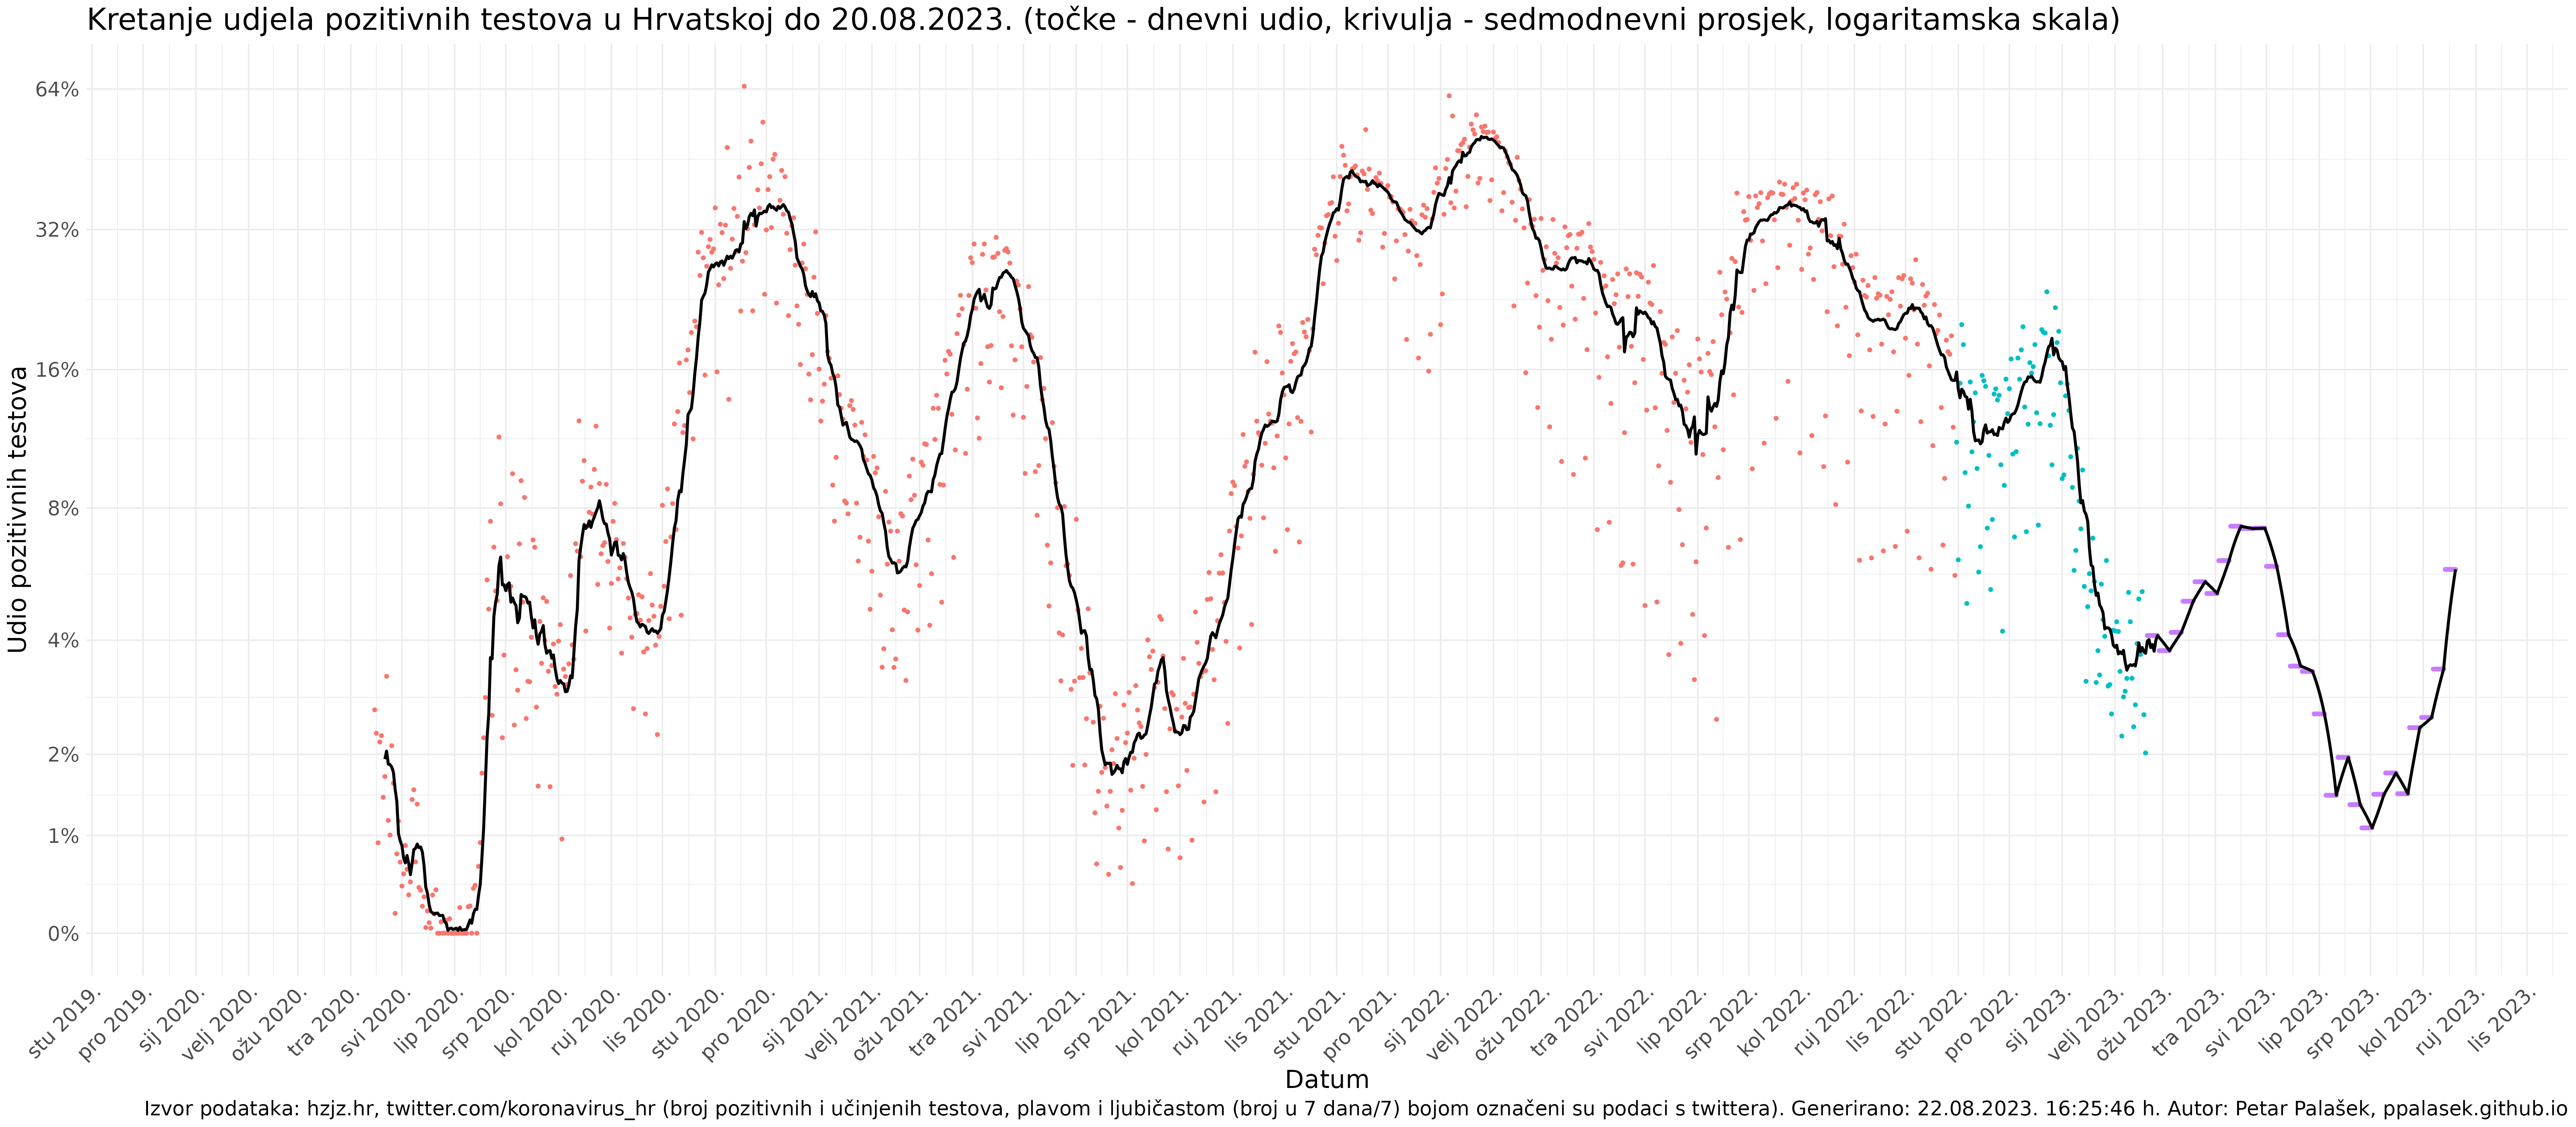 Kretanje udjela pozitivnih testova u Hrvatskoj do 20.08.2023. (točke - dnevni udio, krivulja - sedmodnevni prosjek, logaritamska skala)
Udio pozitivnih testova
64%
32%
16%
8%
4%
2%
1%
0%
stu 2019.
pro 2019.
sij 2020.
velj 2020.
ožu 2020.
tra 2020.
svi 2020.
lip 2020.
srp 2020.
kol 2020.
ruj 2020.
lis 2020.
stu 2020.
pro 2020.
sij 2021.
velj 2021.
ožu 2021.
tra 2021.
svi 2021.
lip 2021.
srp 2021.
kol 2021.
ruj 2021.
lis 2021.
stu 2021.
pro 2021.
sij 2022.
velj 2022.
ožu 2022.
tra 2022.
svi 2022.
lip 2022.
srp 2022.
kol 2022.
ruj 2022.
lis 2022.
stu 2022.
pro 2022.
sij 2023.
velj 2023.
ožu 2023.
tra 2023.
svi 2023.
lip 2023.
srp 2023.
kol 2023.
ruj 2023.
lis 2023.
Datum
Izvor podataka: hzjz.hr, twitter.com/koronavirus_hr (broj pozitivnih i učinjenih testova, plavom i ljubičastom (broj u 7 dana/7) bojom označeni su podaci s twittera). Generirano: 22.08.2023. 16:25:46 h. Autor: Petar Palašek, ppalasek.github.io